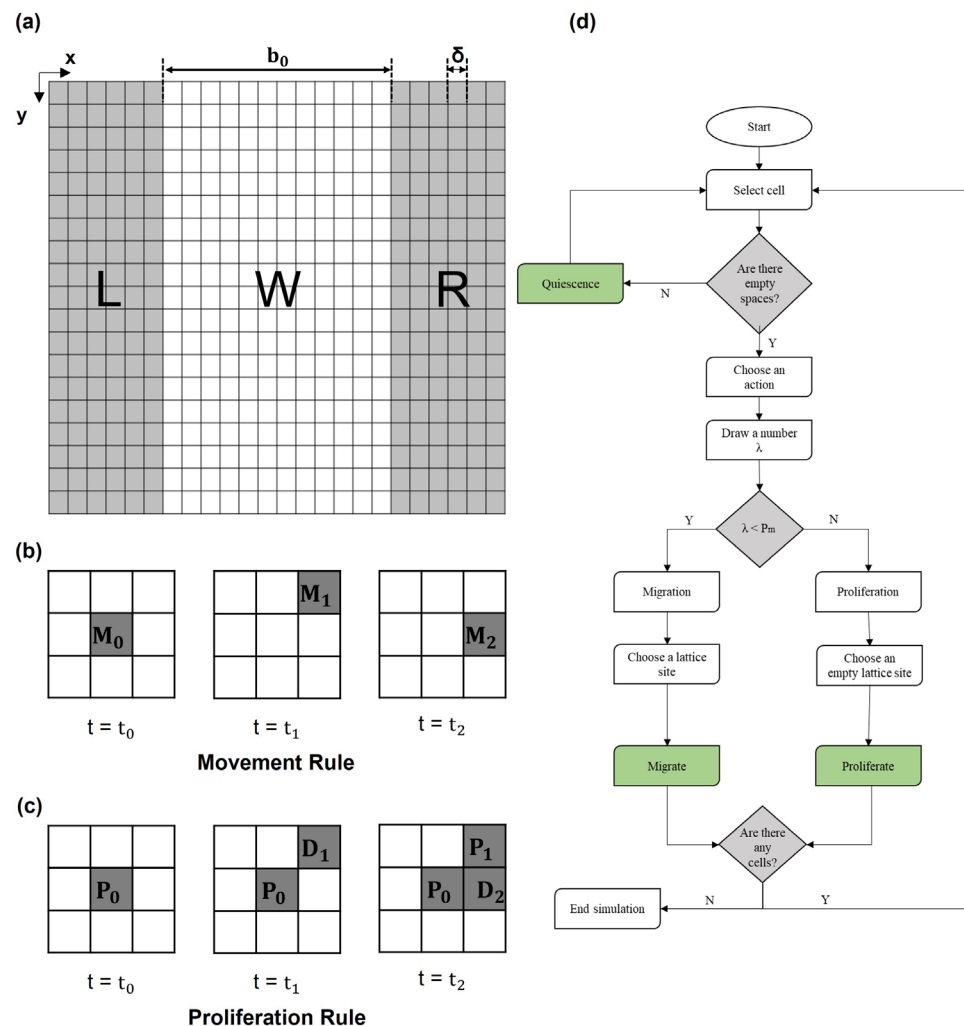 (a)
x
y
b₀
δ
L
W
R
(b)
M₀
M₁
M₂
t = t₀
t = t₁
t = t₂
Movement Rule
(c)
P₀
D₁
P₀
P₁
P₀
D₂
t = t₀
t = t₁
t = t₂
Proliferation Rule
(d)
Start
Select cell
Are there
empty
spaces?
N
Quiescence
Y
Choose an
action
Draw a number
λ
λ < Pm
Y
N
Migration
Proliferation
Choose a lattice
site
Choose an
empty lattice site
Migrate
Proliferate
Are there
any
cells?
N
Y
End simulation